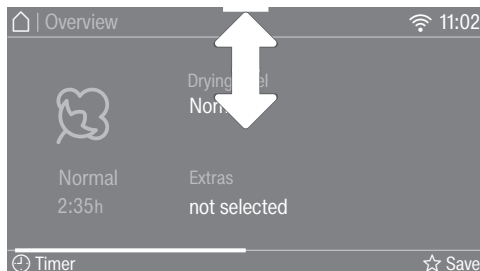 | Overview 11:02
Drying
Normal Extras
2:35h not selected
Timer Save